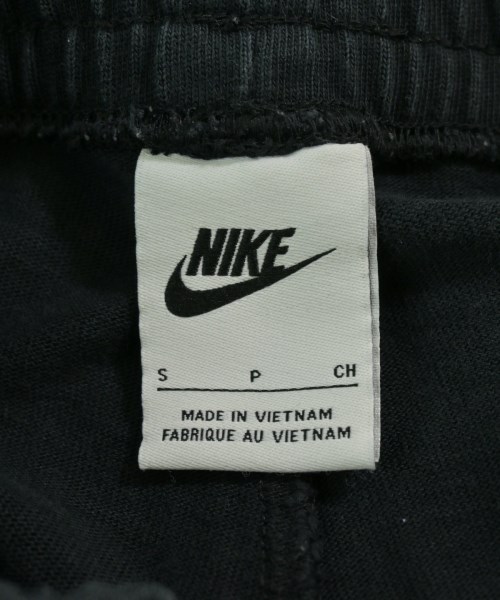 NIKE
S P CH
MADE IN VIETNAM
FABRIQUE AU VIETNAM